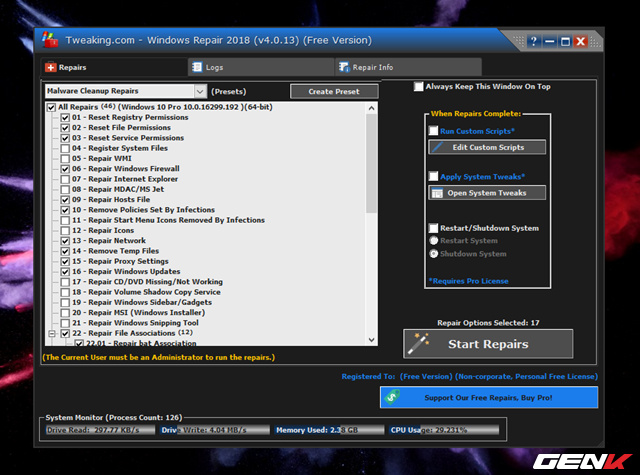 Tweaking.com - Windows Repair 2018 (v4.0.13) (Free Version)
?
Repairs
Logs
Repair Info
Malware Cleanup Repairs
(Presets)
Create Preset
All Repairs (46) (Windows 10 Pro 10.0.16299.192 )(64-bit)
01 - Reset Registry Permissions
02 - Reset File Permissions
03 - Reset Service Permissions
04 - Register System Files
05 - Repair WMI
06 - Repair Windows Firewall
07 - Repair Internet Explorer
08 - Repair MDAC/MS Jet
09 - Repair Hosts File
10 - Remove Policies Set By Infections
11 - Repair Start Menu Icons Removed By Infections
12 - Repair Icons
13 - Repair Network
14 - Remove Temp Files
15 - Repair Proxy Settings
16 - Repair Windows Updates
17 - Repair CD/DVD Missing/Not Working
18 - Repair Volume Shadow Copy Service
19 - Repair Windows Sidebar/Gadgets
20 - Repair MSI (Windows Installer)
21 - Repair Windows Snipping Tool
22 - Repair File Associations (12)
22.01 - Repair bat Association
(The Current User must be an Administrator to run the repairs.)
Always Keep This Window On Top
When Repairs Complete:
Run Custom Scripts*
Edit Custom Scripts
Apply System Tweaks*
Open System Tweaks
Restart/Shutdown System
Restart System
Shutdown System
*Requires Pro License
Repair Options Selected: 17
Start Repairs
Registered To: (Free Version) (Non-corporate, Personal Free License)
Support Our Free Repairs, Buy Pro!
System Monitor (Process Count: 126)
Drive Read: 297.77 KB/s
Drive Write: 4.04 MB/s
Memory Used: 2.38 GB
CPU Usage: 29.231%
GENK